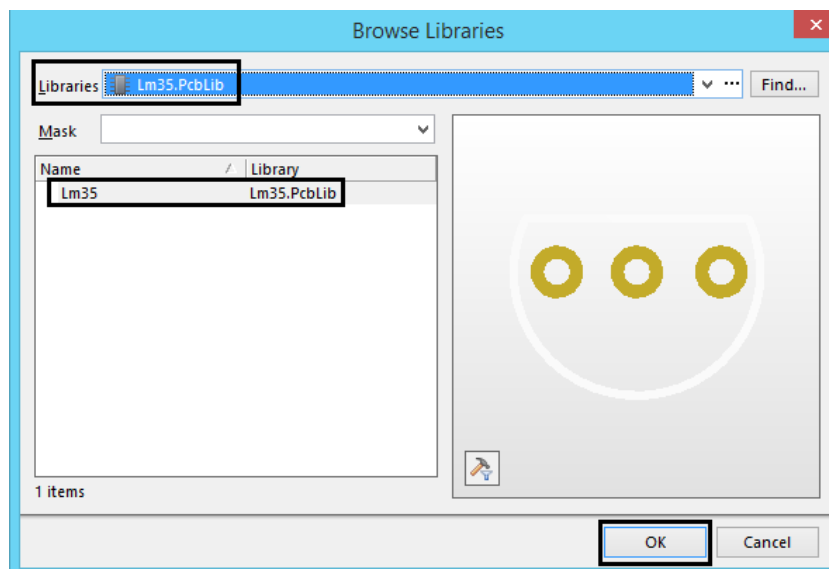 Browse Libraries
Libraries Lm35.PcbLib ... Find...
Mask
Name Library
Lm35 Lm35.PcbLib
1 items
OK Cancel